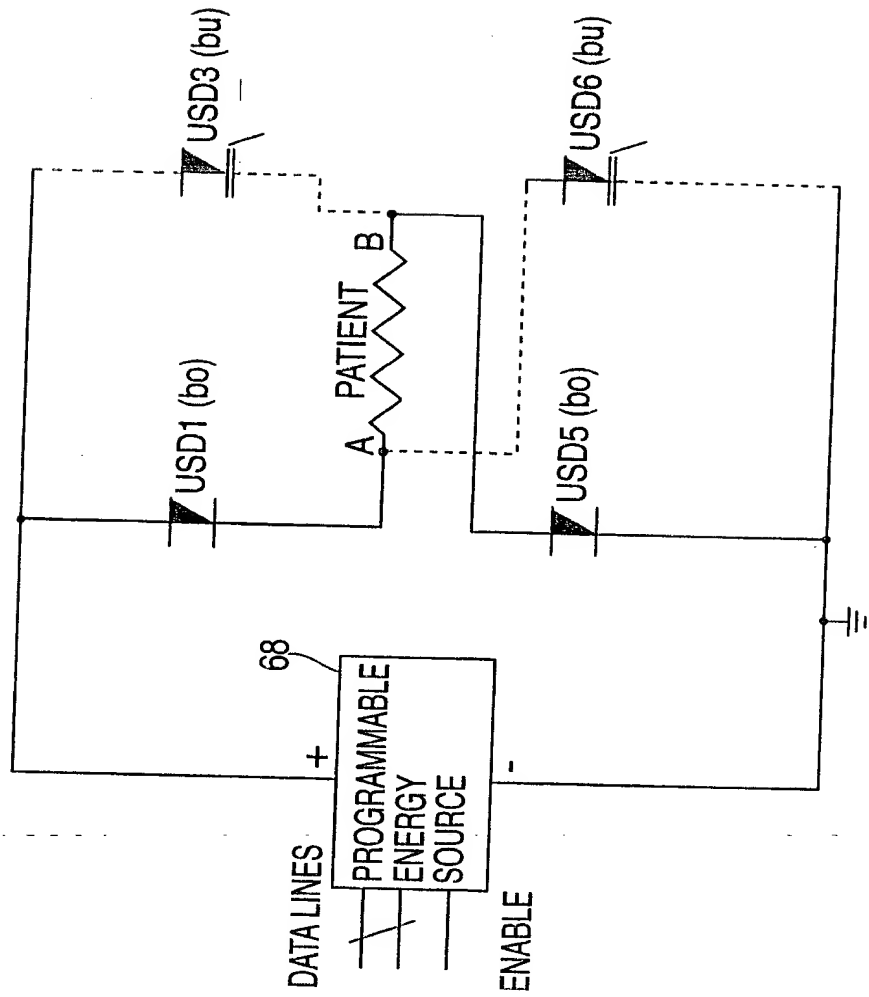 USD3 (bu)
USD1 (bo)
PATIENT
A
B
USD6 (bu)
USD5 (bo)
68
+
PROGRAMMABLE
ENERGY
SOURCE
-
DATA LINES
ENABLE